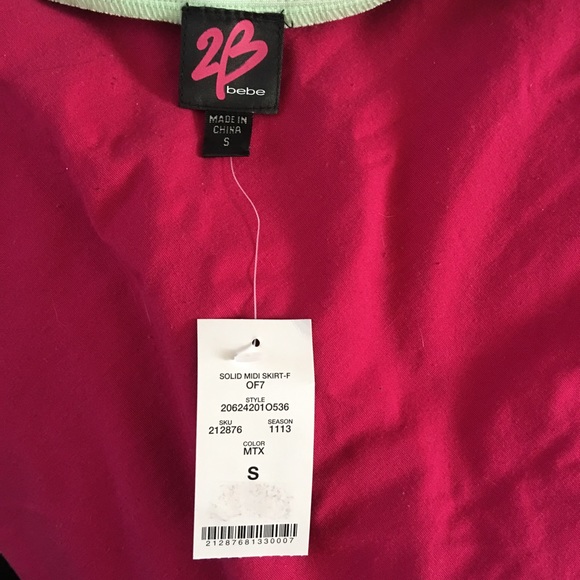 2B
bebe
MADE IN
CHINA
S
SOLID MIDI SKIRT-F
OF7
STYLE
20624201O536
SKU SEASON
212876 1113
COLOR
MTX
S
21287681330007